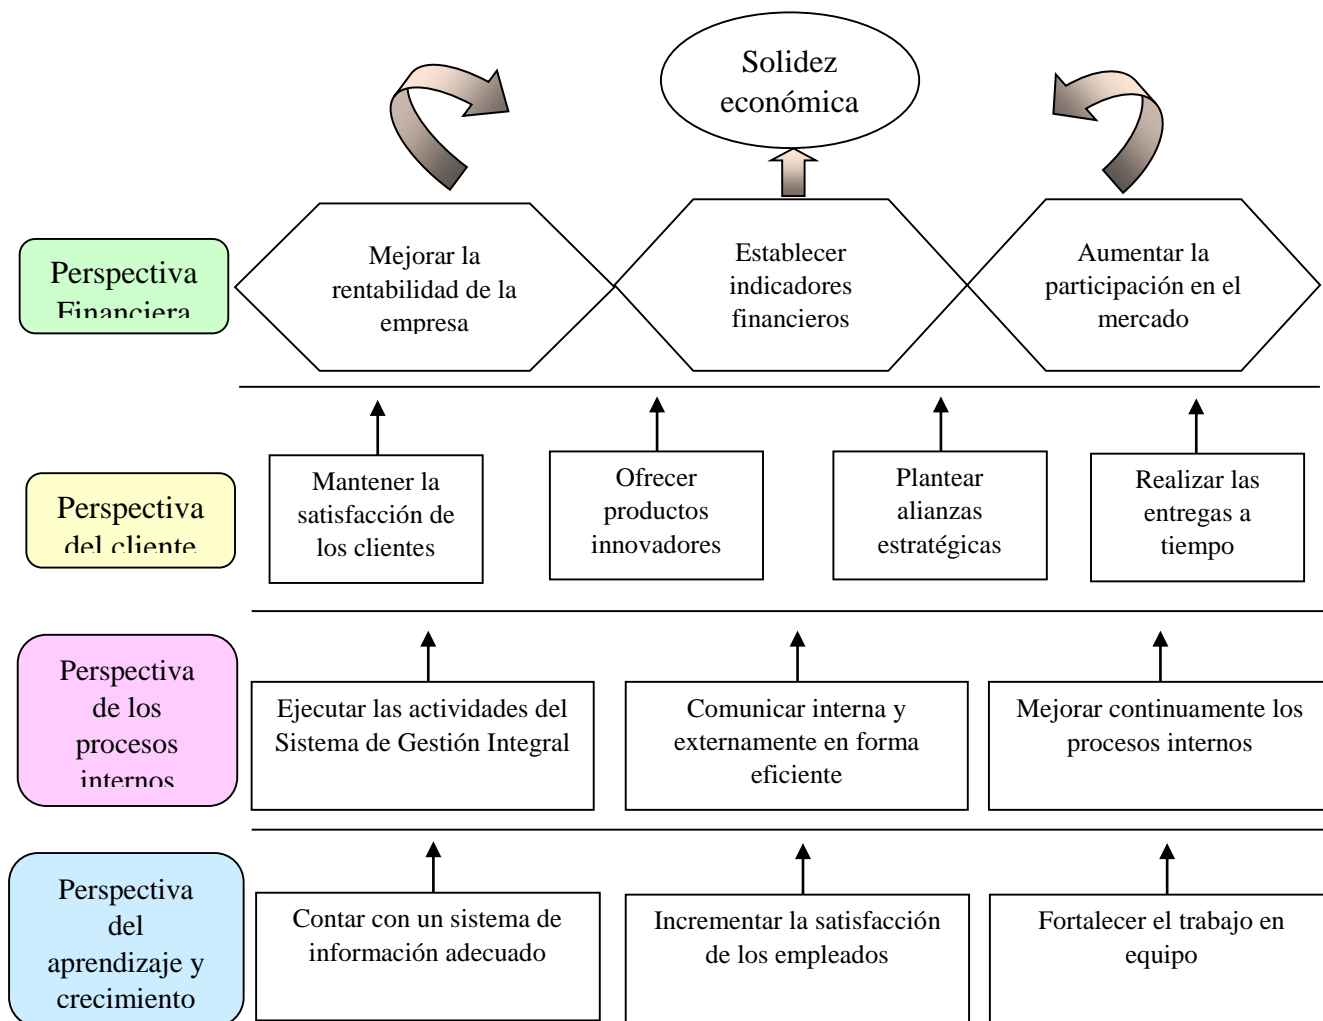 Solidez
económica
Perspectiva
Financiera
Mejorar la
rentabilidad de la
empresa
Establecer
indicadores
financieros
Aumentar la
participación en el
mercado
Perspectiva
del cliente
Mantener la
satisfacción de
los clientes
Ofrecer
productos
innovadores
Plantear
alianzas
estratégicas
Realizar las
entregas a
tiempo
Perspectiva
de los
procesos
internos
Ejecutar las actividades del
Sistema de Gestión Integral
Comunicar interna y
externamente en forma
eficiente
Mejorar continuamente los
procesos internos
Perspectiva
del
aprendizaje y
crecimiento
Contar con un sistema de
información adecuado
Incrementar la satisfacción
de los empleados
Fortalecer el trabajo en
equipo